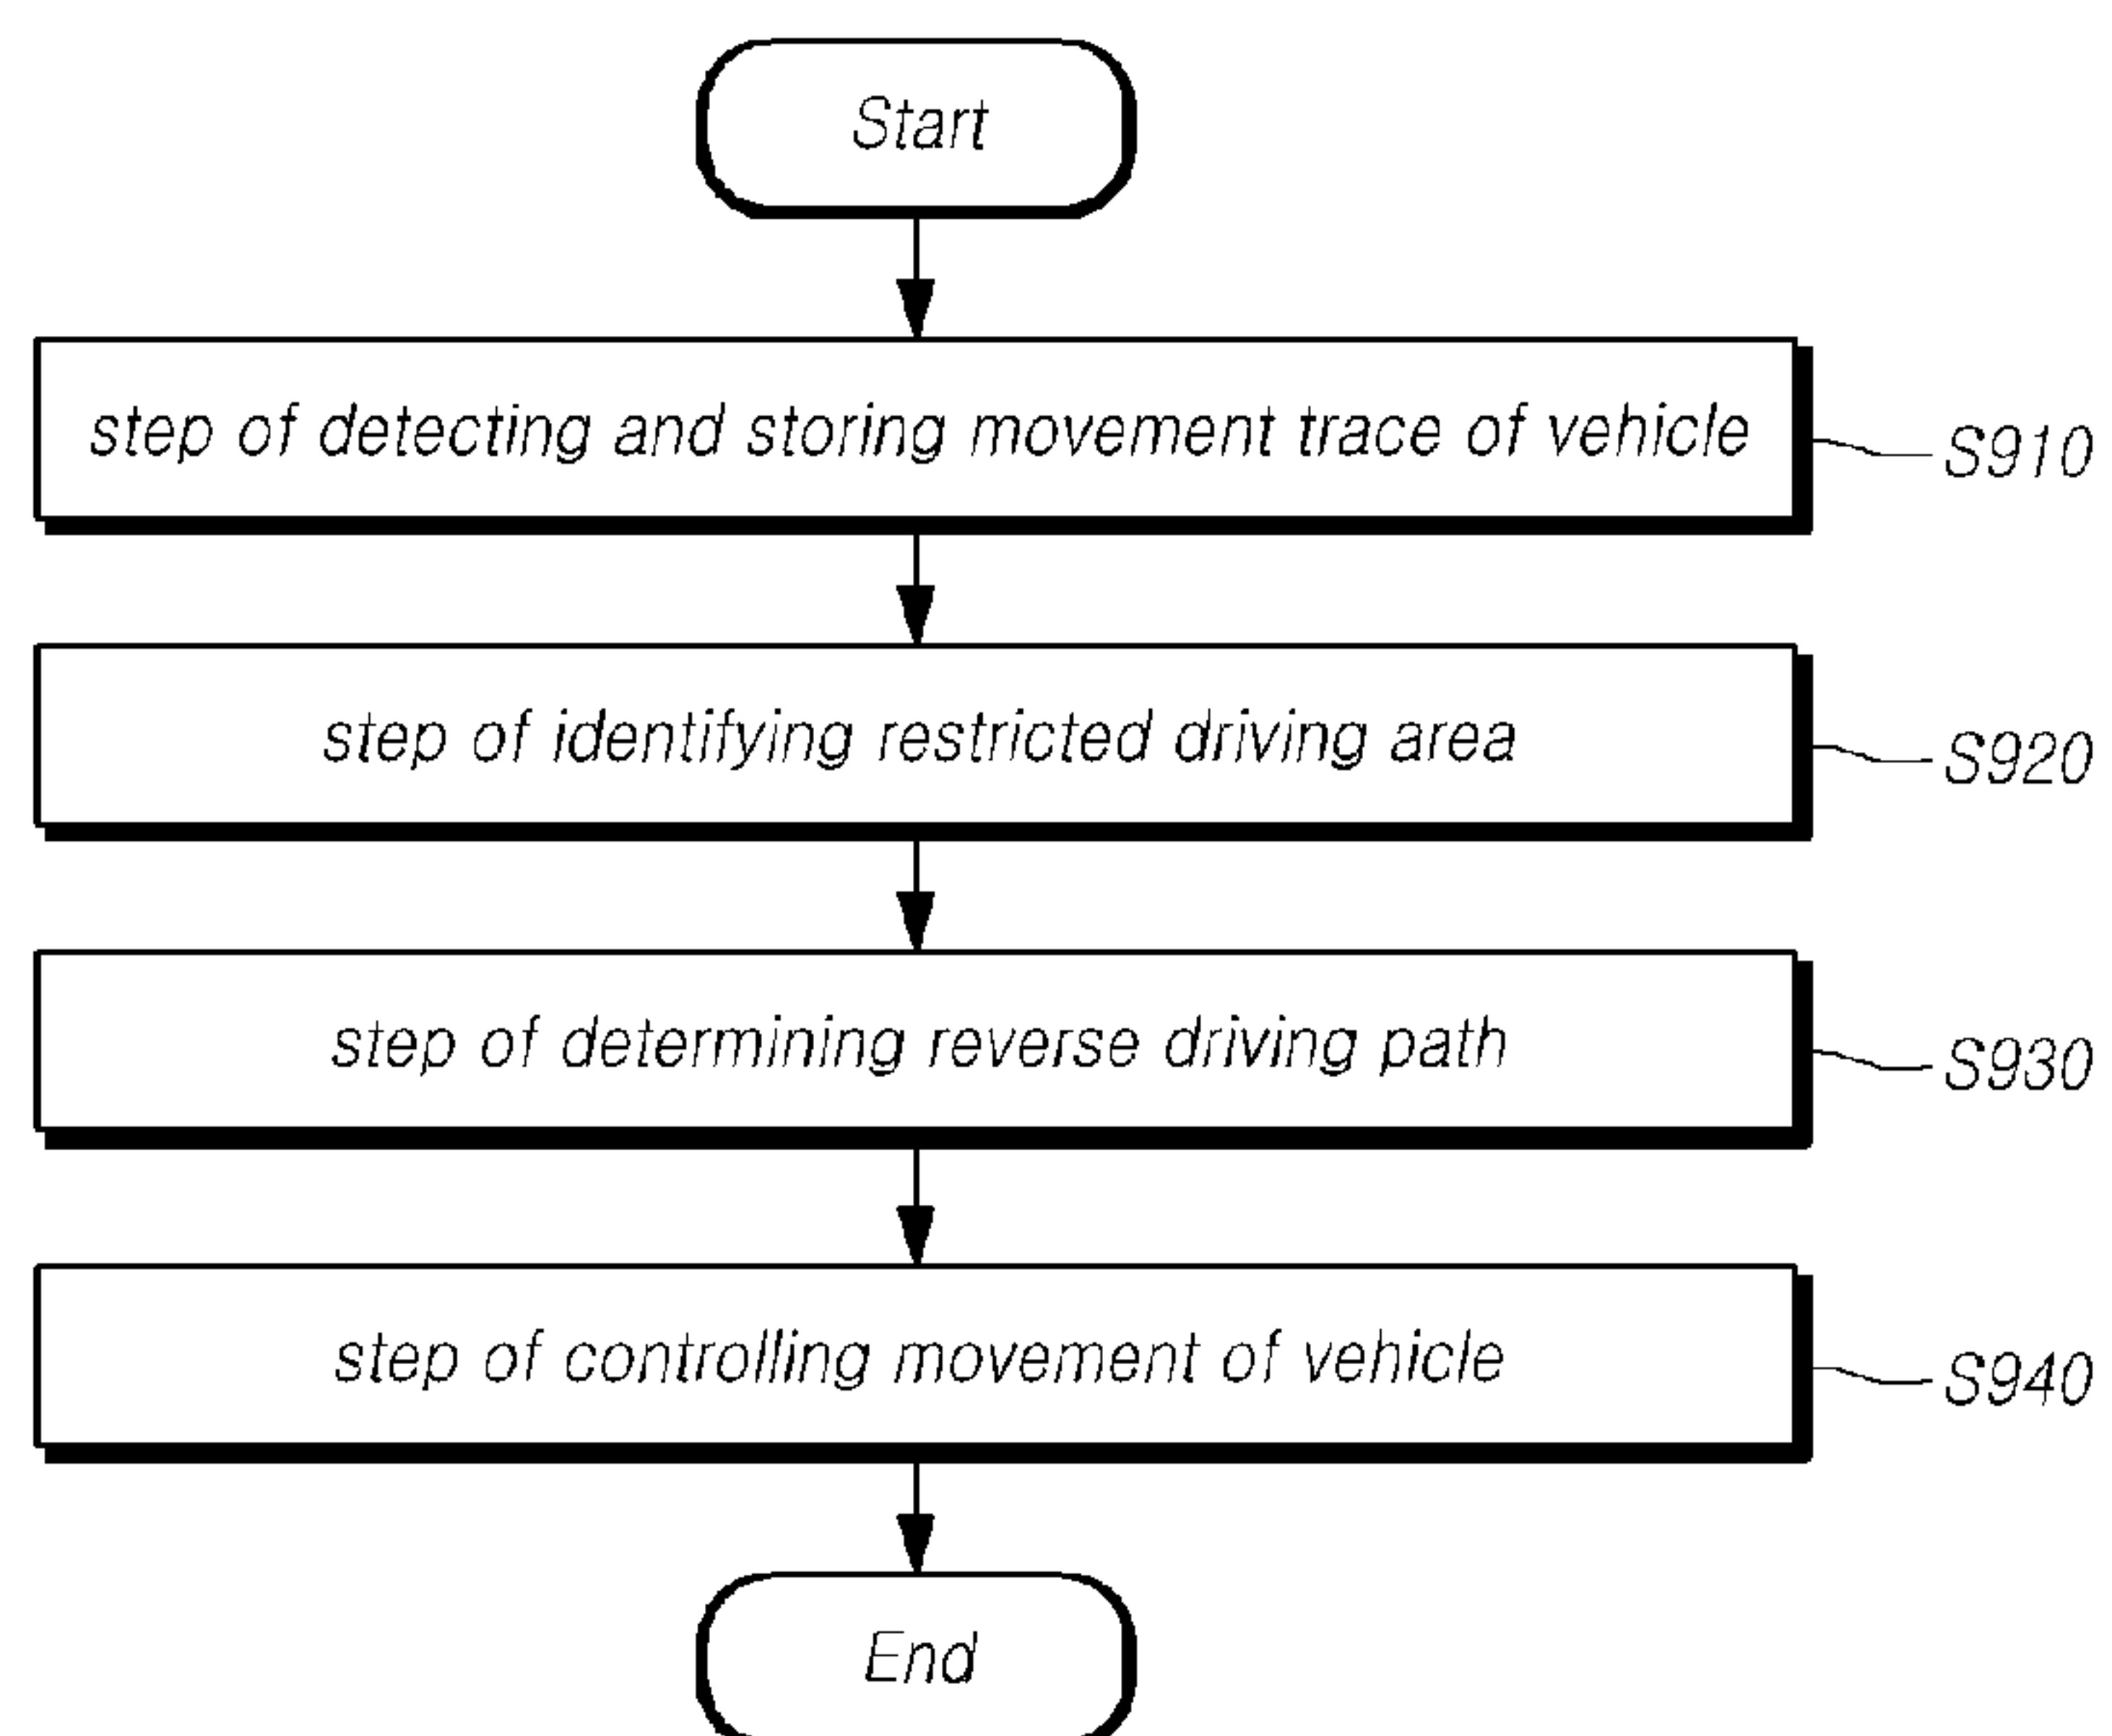 Start
step of detecting and storing movement trace of vehicle
S910
step of identifying restricted driving area
S920
step of determining reverse driving path
S930
step of controlling movement of vehicle
S940
End